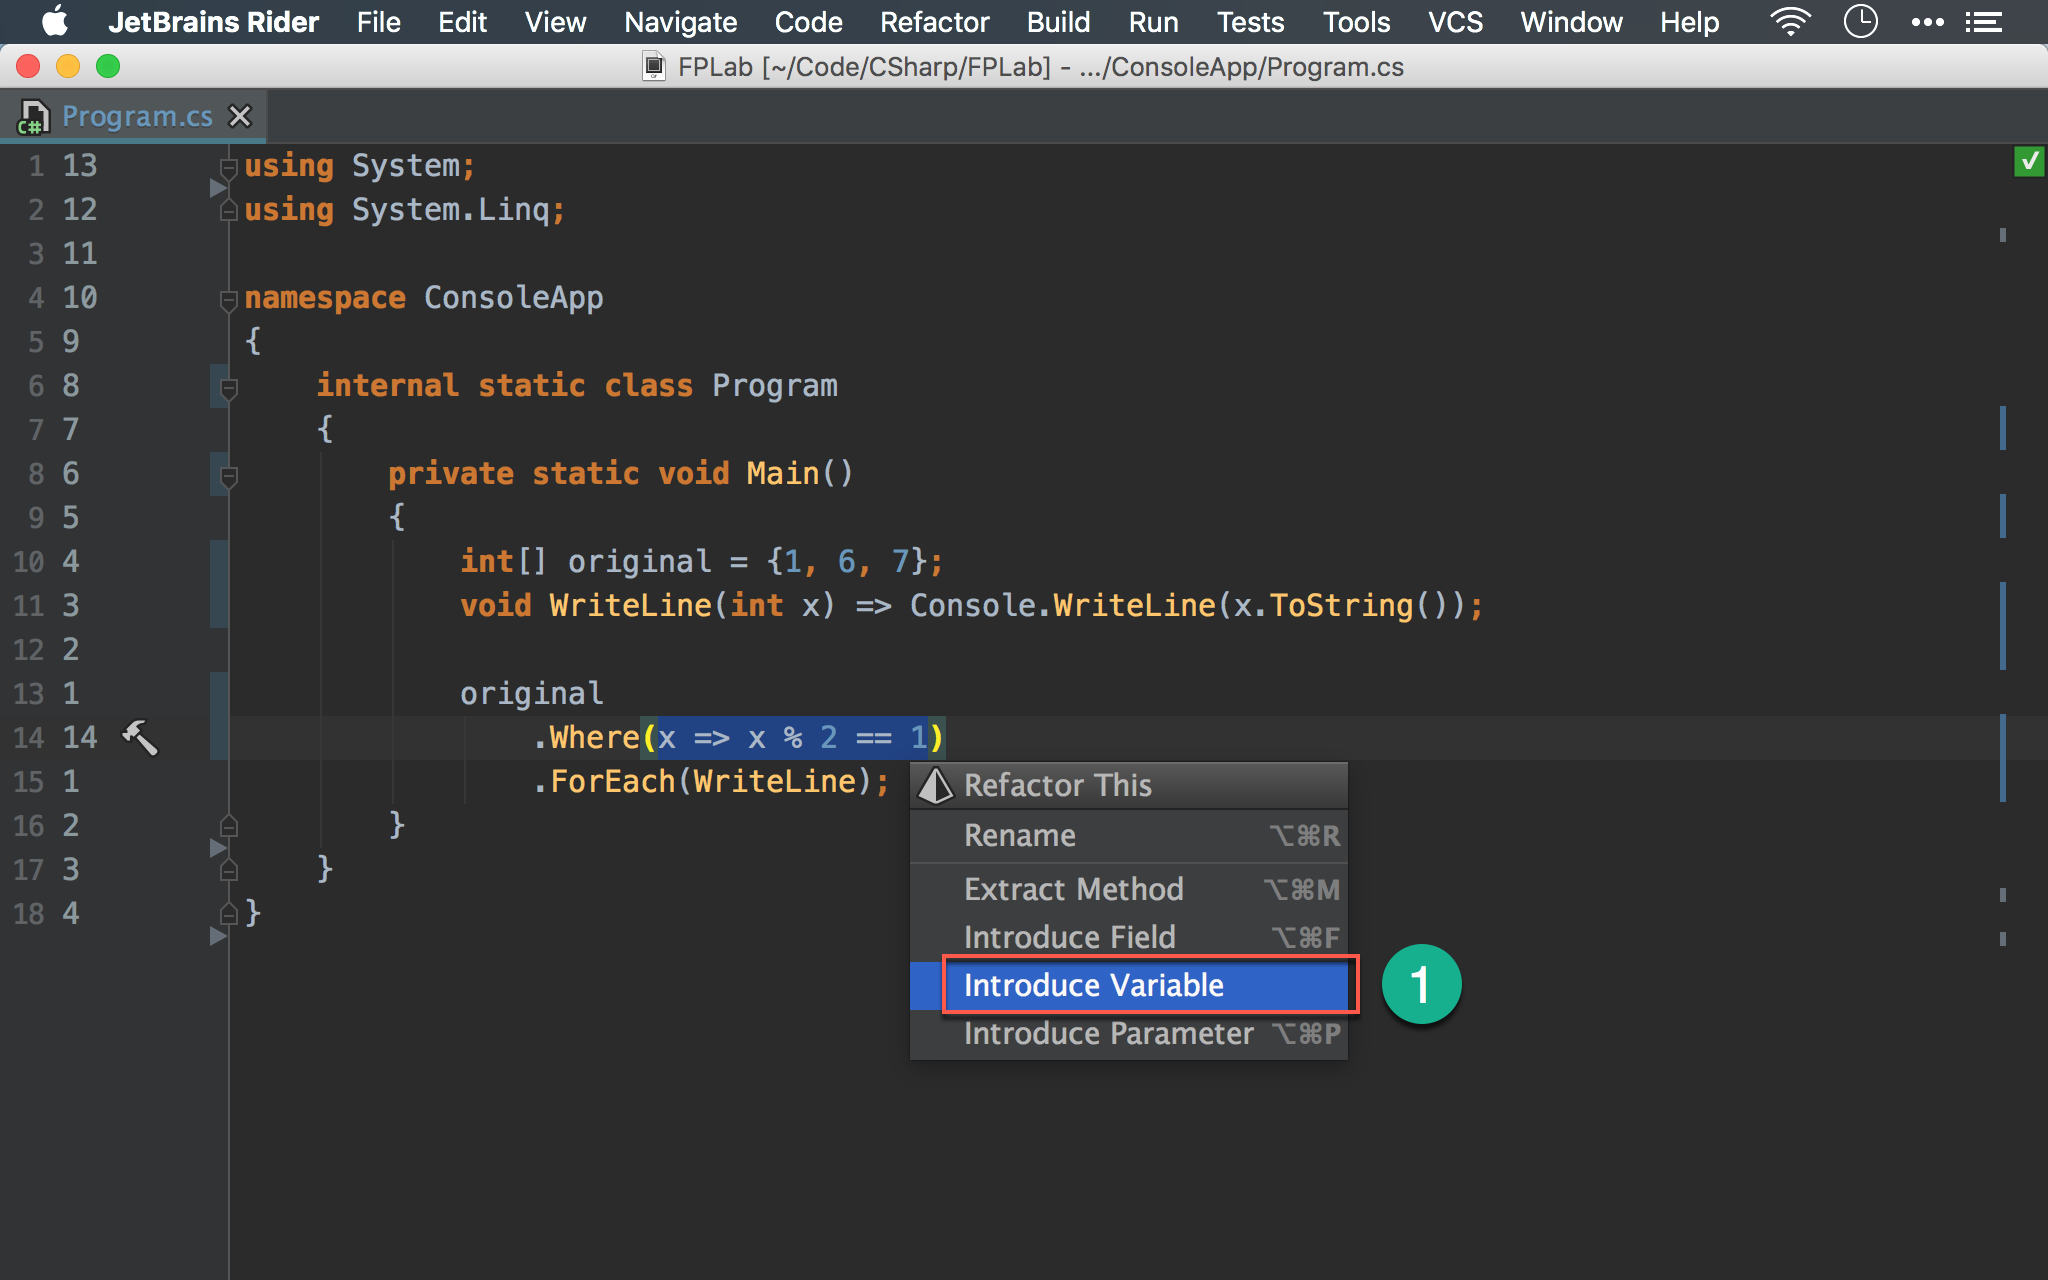 JetBrains Rider File Edit View Navigate Code Refactor Build Run Tests Tools VCS Window Help
FPLab [~/Code/CSharp/FPLab] - .../ConsoleApp/Program.cs
C# Program.cs
1 13 using System;
2 12 using System.Linq;
3 11
4 10 namespace ConsoleApp
5 9 {
6 8 internal static class Program
7 7 {
8 6 private static void Main()
9 5 {
10 4 int[] original = {1, 6, 7};
11 3 void WriteLine(int x) => Console.WriteLine(x.ToString());
12 2
13 1 original
14 14 .Where(x => x % 2 == 1)
15 1 .ForEach(WriteLine);
16 2 }
17 3 }
18 4 }
Refactor This
Rename ⌥⌘R
Extract Method ⌥⌘M
Introduce Field ⌥⌘F
Introduce Variable
1
Introduce Parameter ⌥⌘P